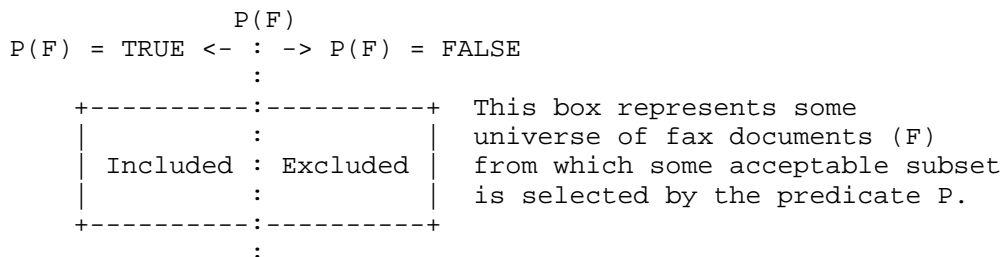 P(F)
P(F) = TRUE <- : -> P(F) = FALSE
               :
    +----------:----------+  This box represents some
    |          :          |  universe of fax documents (F)
    | Included : Excluded |  from which some acceptable subset
    |          :          |  is selected by the predicate P.
    +----------:----------+
               :